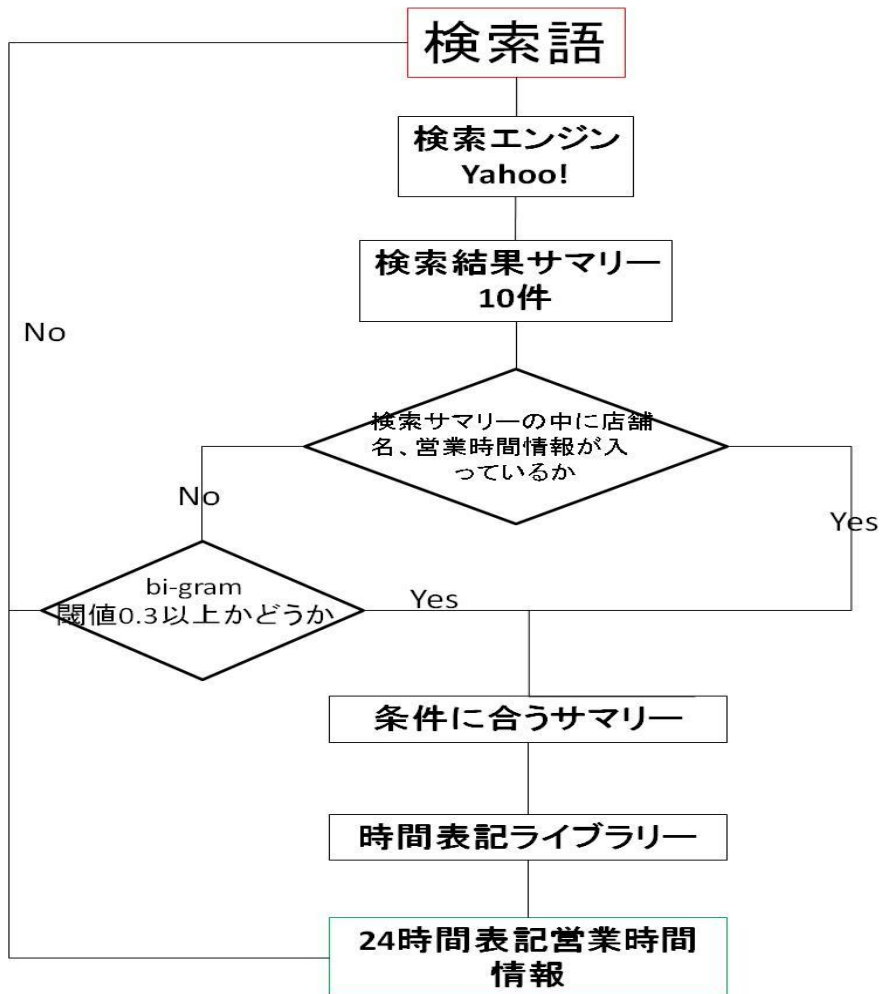 検索語
検索エンジン
Yahoo!
検索結果サマリー
10件
No
検索サマリーの中に店舗
名、営業時間情報が入
っているか
No
Yes
bi-gram
閾値0.3以上かどうか
Yes
条件に合うサマリー
時間表記ライブラリー
24時間表記営業時間
情報